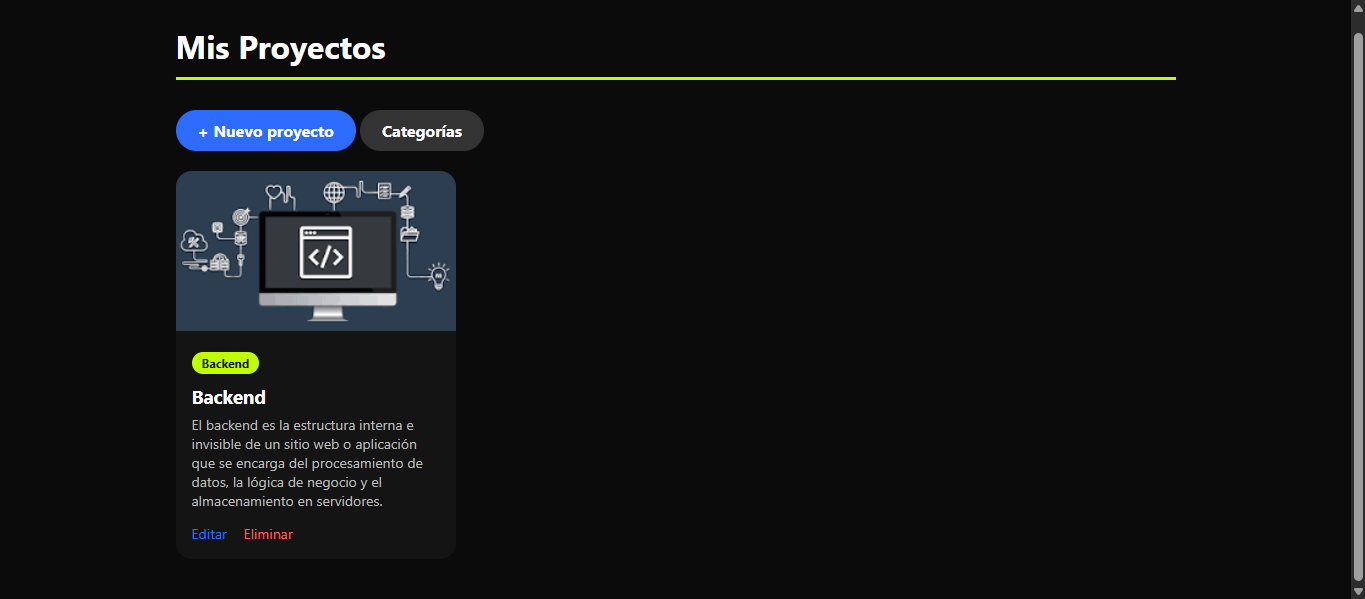 Mis Proyectos
+ Nuevo proyecto
Categorías
</>
Backend
Backend
El backend es la estructura interna e
invisible de un sitio web o aplicación
que se encarga del procesamiento de
datos, la lógica de negocio y el
almacenamiento en servidores.
Editar
Eliminar